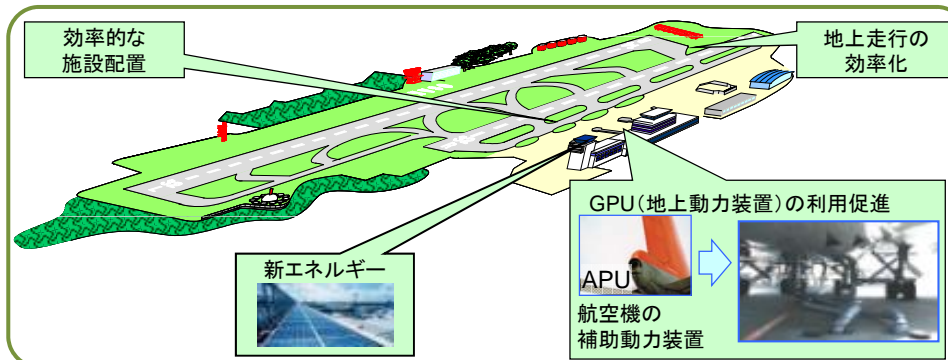 効率的な
施設配置
地上走行の
効率化
新エネルギー
GPU（地上動力装置）の利用促進
APU
航空機の
補助動力装置